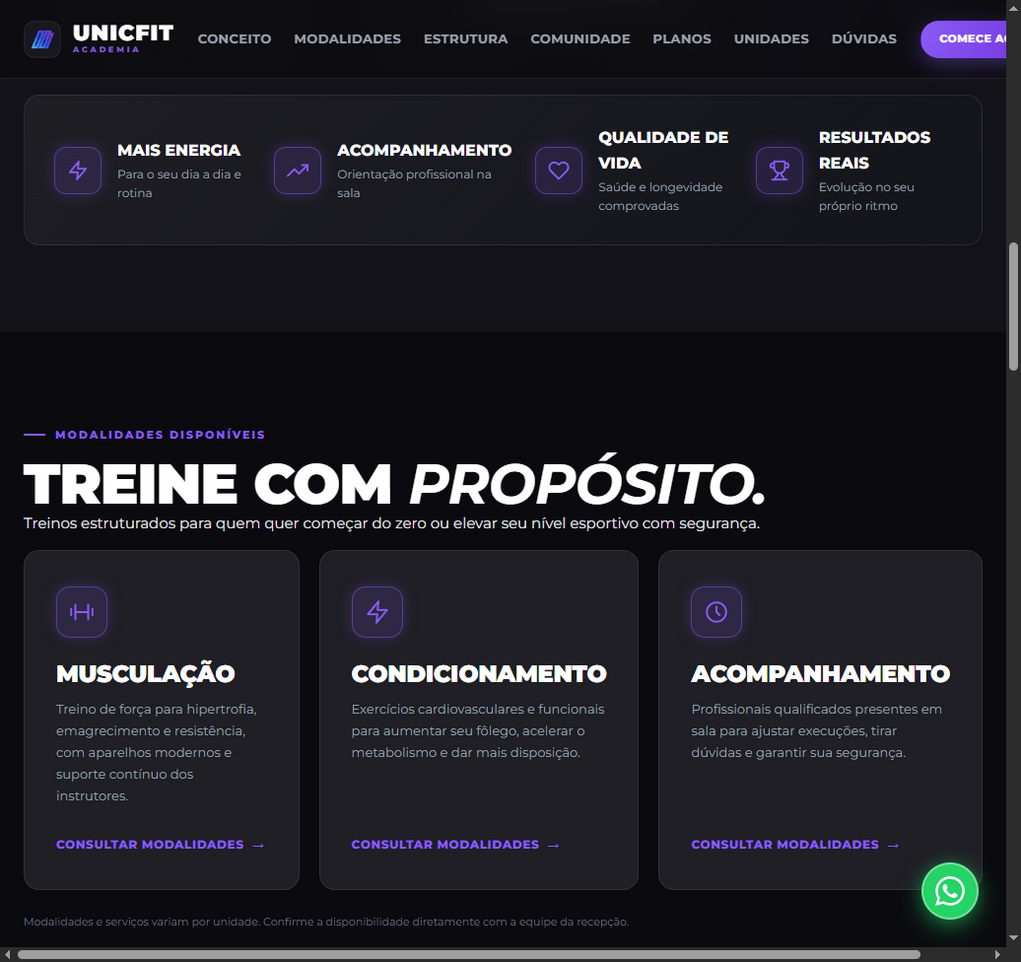 UNICFIT
ACADEMIA
CONCEITO
MODALIDADES
ESTRUTURA
COMUNIDADE
PLANOS
UNIDADES
DÚVIDAS
COMECE
MAIS ENERGIA
Para o seu dia a dia e
rotina
ACOMPANHAMENTO
Orientação profissional na
sala
QUALIDADE DE
VIDA
Saúde e longevidade
comprovadas
RESULTADOS
REAIS
Evolução no seu
próprio ritmo
MODALIDADES DISPONÍVEIS
TREINE COM PROPÓSITO.
Treinos estruturados para quem quer começar do zero ou elevar seu nível esportivo com segurança.
MUSCULAÇÃO
Treino de força para hipertrofia,
emagrecimento e resistência,
com aparelhos modernos e
suporte contínuo dos
instrutores.
CONSULTAR MODALIDADES →
CONDICIONAMENTO
Exercícios cardiovasculares e funcionais
para aumentar seu fôlego, acelerar o
metabolismo e dar mais disposição.
CONSULTAR MODALIDADES →
ACOMPANHAMENTO
Profissionais qualificados presentes em
sala para ajustar execuções, tirar
dúvidas e garantir sua segurança.
CONSULTAR MODALIDADES →
Modalidades e serviços variam por unidade. Confirme a disponibilidade diretamente com a equipe da recepção.